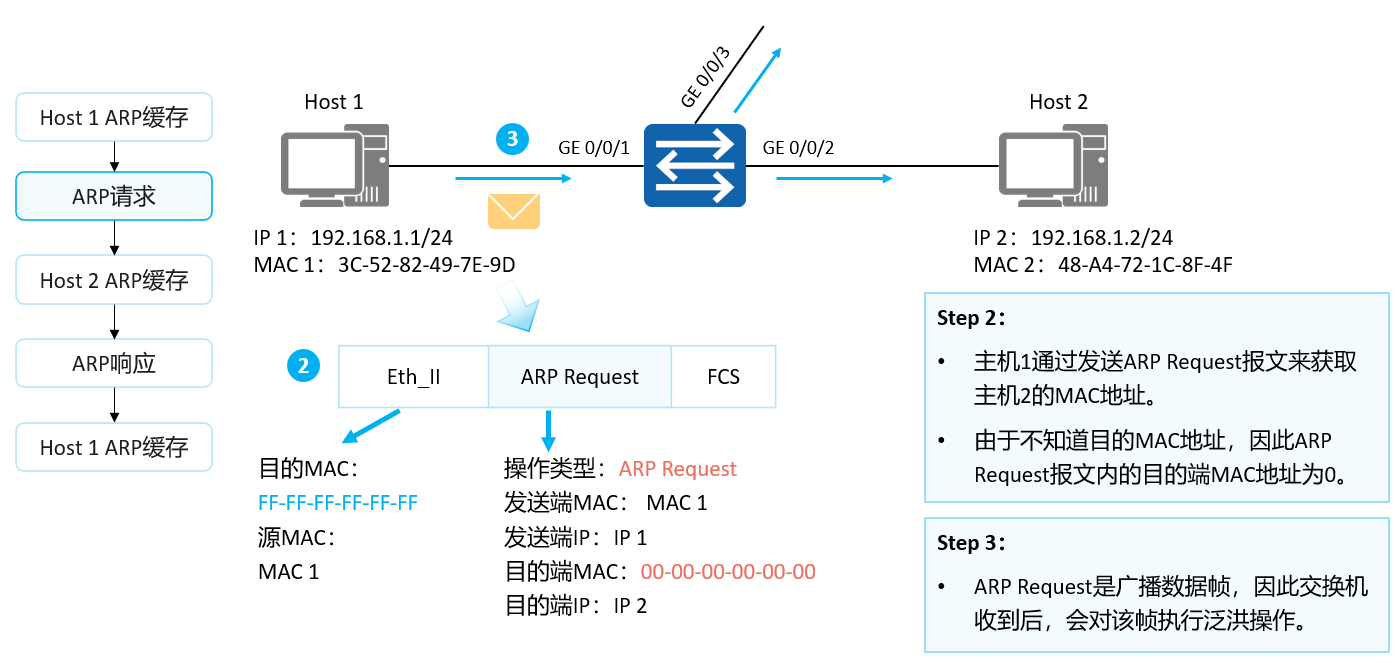 Host 1 ARP缓存
ARP请求
Host 2 ARP缓存
ARP响应
Host 1 ARP缓存
Host 1
3
GE 0/0/1
GE 0/0/3
GE 0/0/2
Host 2
IP 1：192.168.1.1/24
MAC 1：3C-52-82-49-7E-9D
IP 2：192.168.1.2/24
MAC 2：48-A4-72-1C-8F-4F
2
Eth_II
ARP Request
FCS
目的MAC：
FF-FF-FF-FF-FF-FF
源MAC：
MAC 1
操作类型：ARP Request
发送端MAC： MAC 1
发送端IP：IP 1
目的端MAC：00-00-00-00-00-00
目的端IP：IP 2
Step 2：
• 主机1通过发送ARP Request报文来获取
主机2的MAC地址。
• 由于不知道目的MAC地址，因此ARP
Request报文内的目的端MAC地址为0。
Step 3：
• ARP Request是广播数据帧，因此交换机
收到后，会对该帧执行泛洪操作。